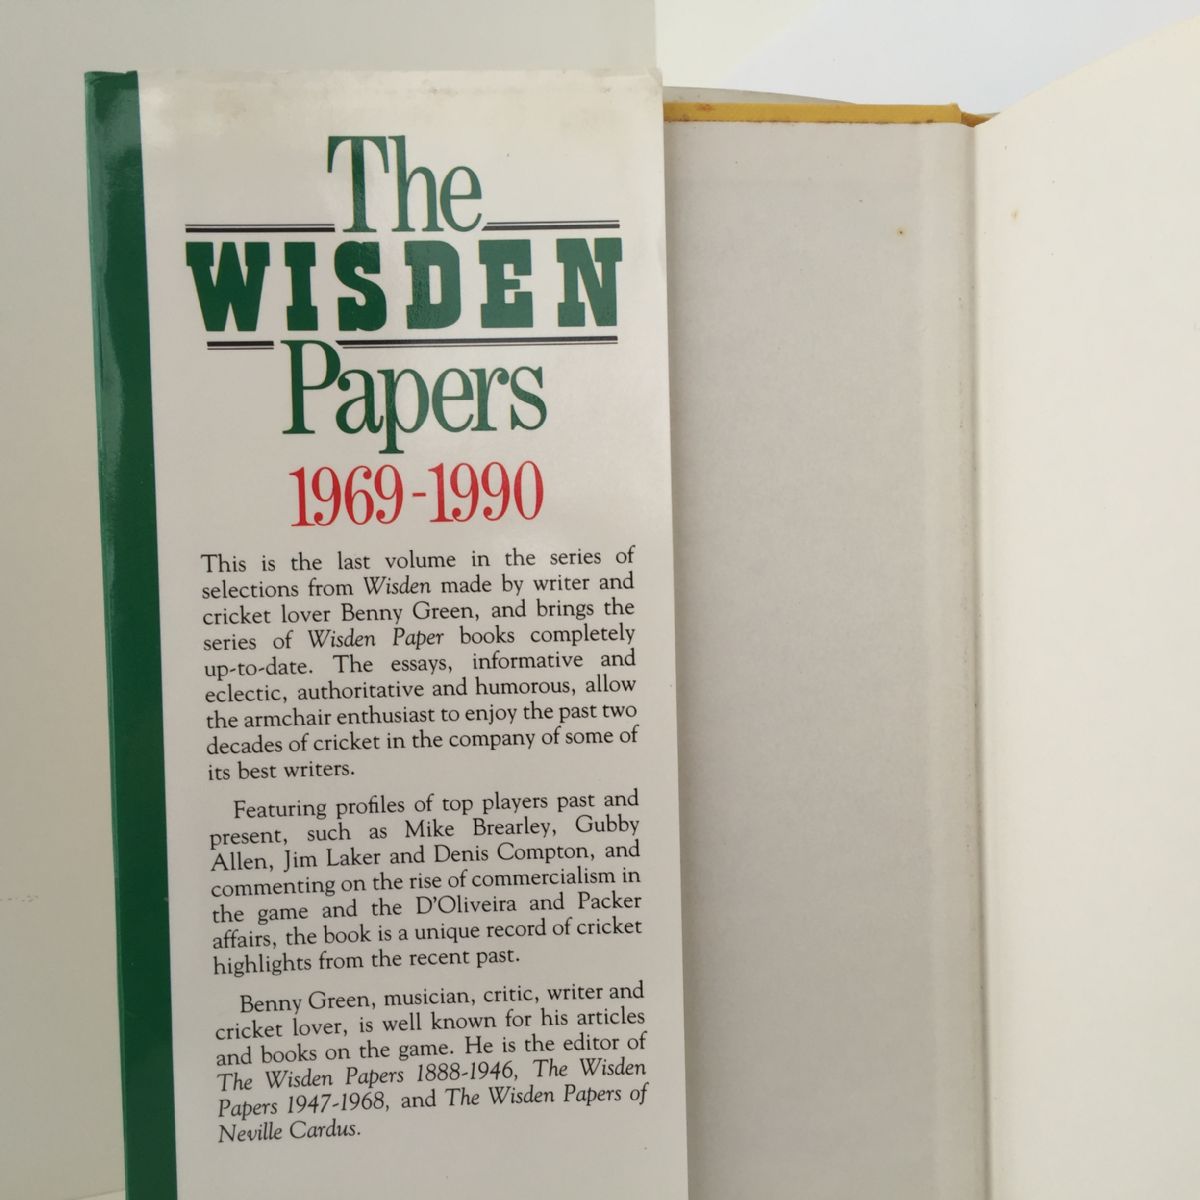 The
WISDEN
Papers
1969-1990
This is the last volume in the series of
selections from Wisden made by writer and
cricket lover Benny Green, and brings the
series of Wisden Paper books completely
up-to-date. The essays, informative and
eclectic, authoritative and humorous, allow
the armchair enthusiast to enjoy the past two
decades of cricket in the company of some of
its best writers.
Featuring profiles of top players past and
present, such as Mike Brearley, Gubby
Allen, Jim Laker and Denis Compton, and
commenting on the rise of commercialism in
the game and the D'Oliveira and Packer
affairs, the book is a unique record of cricket
highlights from the recent past.
Benny Green, musician, critic, writer and
cricket lover, is well known for his articles
and books on the game. He is the editor of
The Wisden Papers 1888-1946, The Wisden
Papers 1947-1968, and The Wisden Papers of
Neville Cardus.